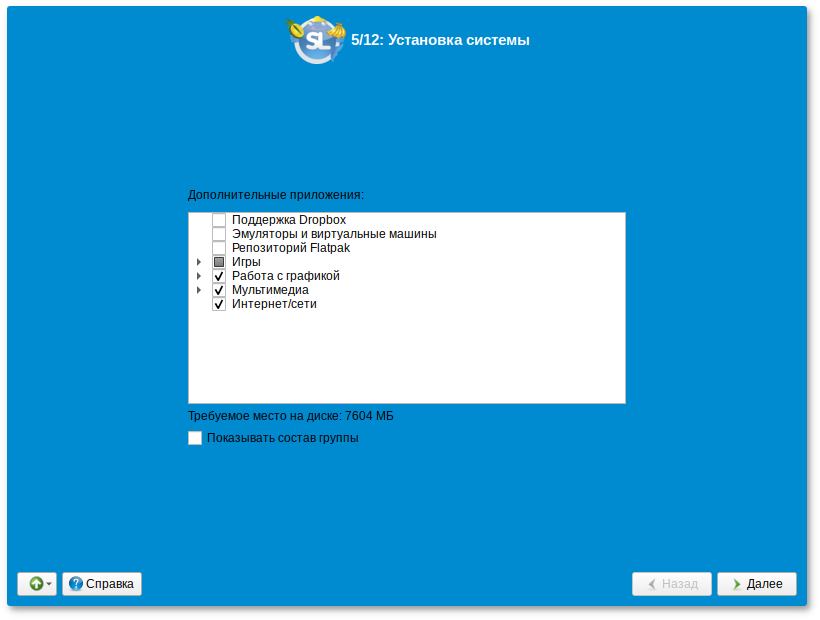 SL
5/12: Установка системы
Дополнительные приложения:
Поддержка Dropbox
Эмуляторы и виртуальные машины
Репозиторий Flatpak
Игры
Работа с графикой
Мультимедиа
Интернет/сети
Требуемое место на диске: 7604 МБ
Показывать состав группы
Справка
Назад
Далее